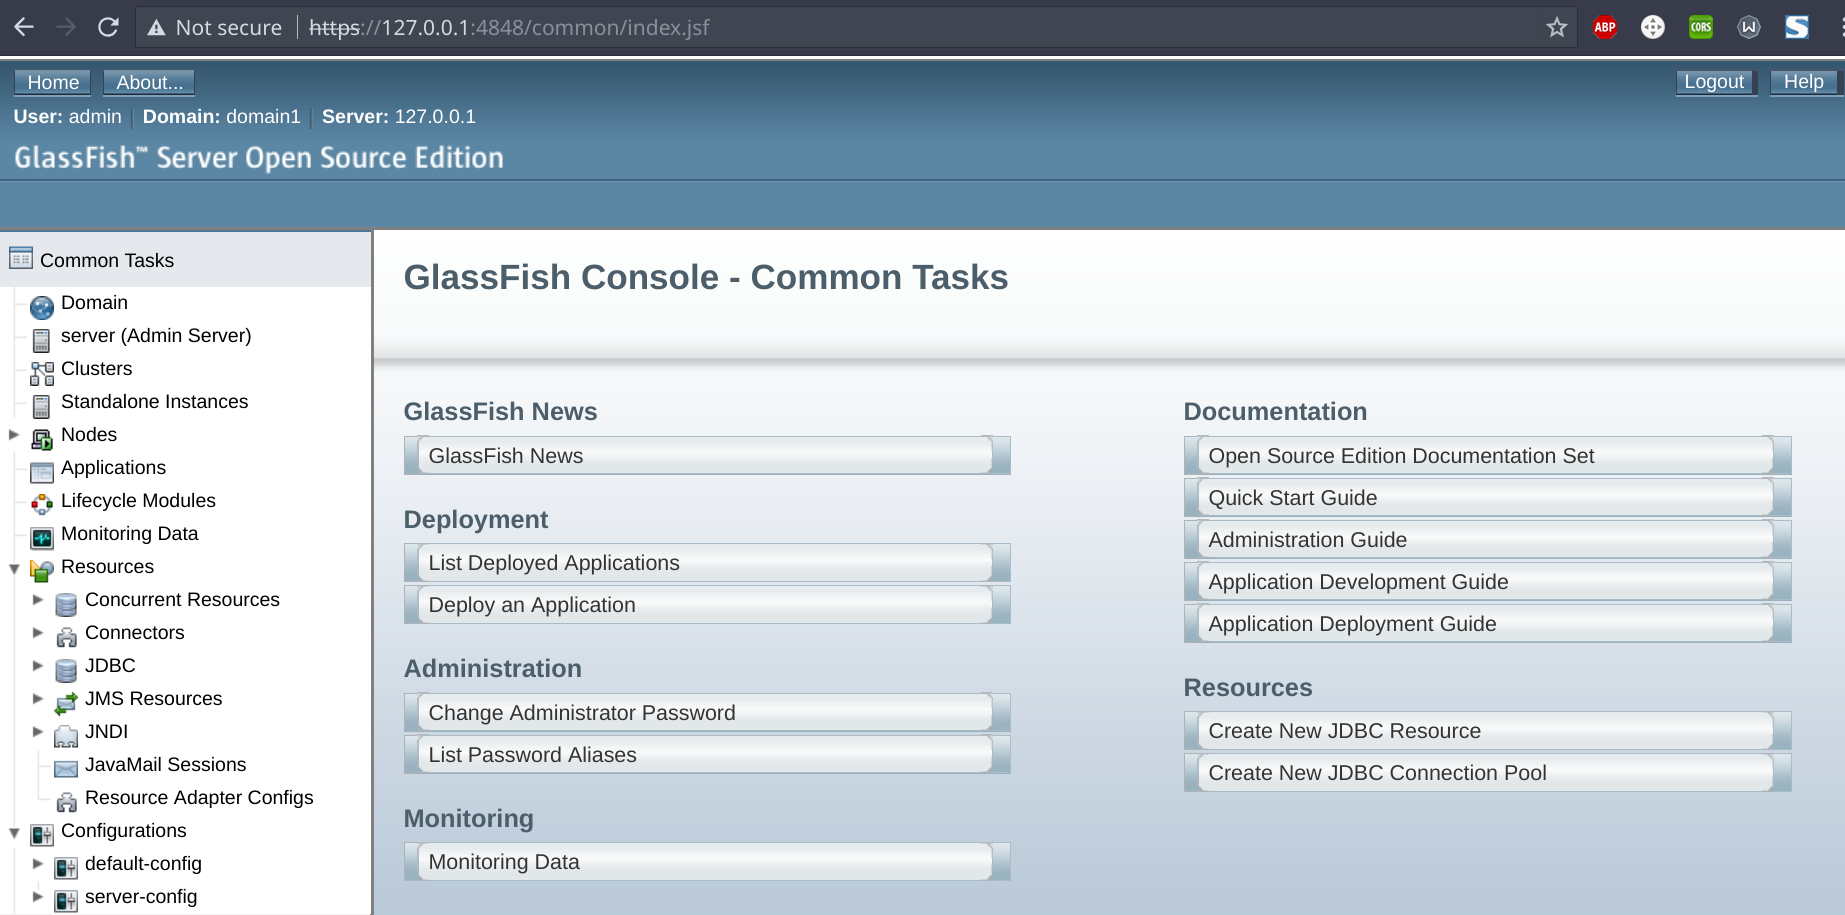 Not secure https://127.0.0.1:4848/common/index.jsf ABP CORS W S
Home About... Logout Help
User: admin Domain: domain1 Server: 127.0.0.1
GlassFish™ Server Open Source Edition
Common Tasks
Domain
server (Admin Server)
Clusters
Standalone Instances
Nodes
Applications
Lifecycle Modules
Monitoring Data
Resources
Concurrent Resources
Connectors
JDBC
JMS Resources
JNDI
JavaMail Sessions
Resource Adapter Configs
Configurations
default-config
server-config
GlassFish Console - Common Tasks
GlassFish News
GlassFish News
Deployment
List Deployed Applications
Deploy an Application
Administration
Change Administrator Password
List Password Aliases
Monitoring
Monitoring Data
Documentation
Open Source Edition Documentation Set
Quick Start Guide
Administration Guide
Application Development Guide
Application Deployment Guide
Resources
Create New JDBC Resource
Create New JDBC Connection Pool